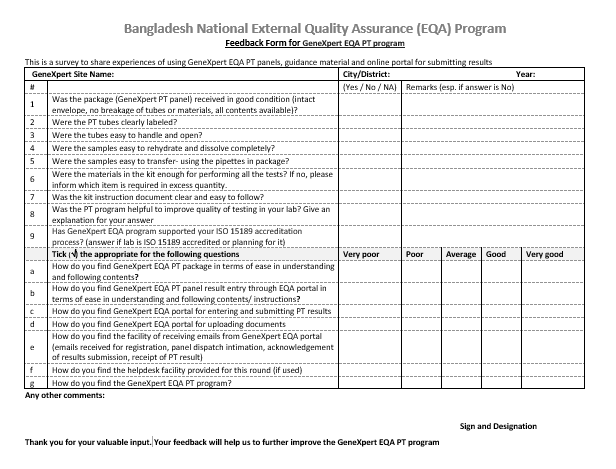 Bangladesh National External Quality Assurance (EQA) Program
Feedback Form for GeneXpert EQA PT program
This is a survey to share experiences of using GeneXpert EQA PT panels, guidance material and online portal for submitting results
GeneXpert Site Name: City/District: Year:
# (Yes / No / NA) Remarks (esp. if answer is No)
1 Was the package (GeneXpert PT panel) received in good condition (intact
envelope, no breakage of tubes or materials, all contents available)?
2 Were the PT tubes clearly labeled?
3 Were the tubes easy to handle and open?
4 Were the samples easy to rehydrate and dissolve completely?
5 Were the samples easy to transfer- using the pipettes in package?
6 Were the materials in the kit enough for performing all the tests? If no, please
inform which item is required in excess quantity.
7 Was the kit instruction document clear and easy to follow?
8 Was the PT program helpful to improve quality of testing in your lab? Give an
explanation for your answer
9 Has GeneXpert EQA program supported your ISO 15189 accreditation
process? (answer if lab is ISO 15189 accredited or planning for it)
Tick (√) the appropriate for the following questions Very poor Poor Average Good Very good
a How do you find GeneXpert EQA PT package in terms of ease in understanding
and following contents?
b How do you find GeneXpert EQA PT panel result entry through EQA portal in
terms of ease in understanding and following contents/ instructions?
c How do you find GeneXpert EQA portal for entering and submitting PT results
d How do you find GeneXpert EQA portal for uploading documents
e How do you find the facility of receiving emails from GeneXpert EQA portal
(emails received for registration, panel dispatch intimation, acknowledgement
of results submission, receipt of PT result)
f How do you find the helpdesk facility provided for this round (if used)
g How do you find the GeneXpert EQA PT program?
Any other comments:
Sign and Designation
Thank you for your valuable input. Your feedback will help us to further improve the GeneXpert EQA PT program